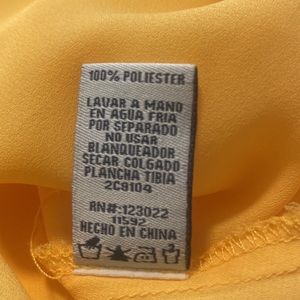 100% POLIESTER
LAVAR A MANO
EN AGUA FRIA
POR SEPARADO
NO USAR
BLANQUEADOR
SECAR COLGADO
PLANCHA TIBIA
2C9104
RN#:123022
11592
HECHO EN CHINA